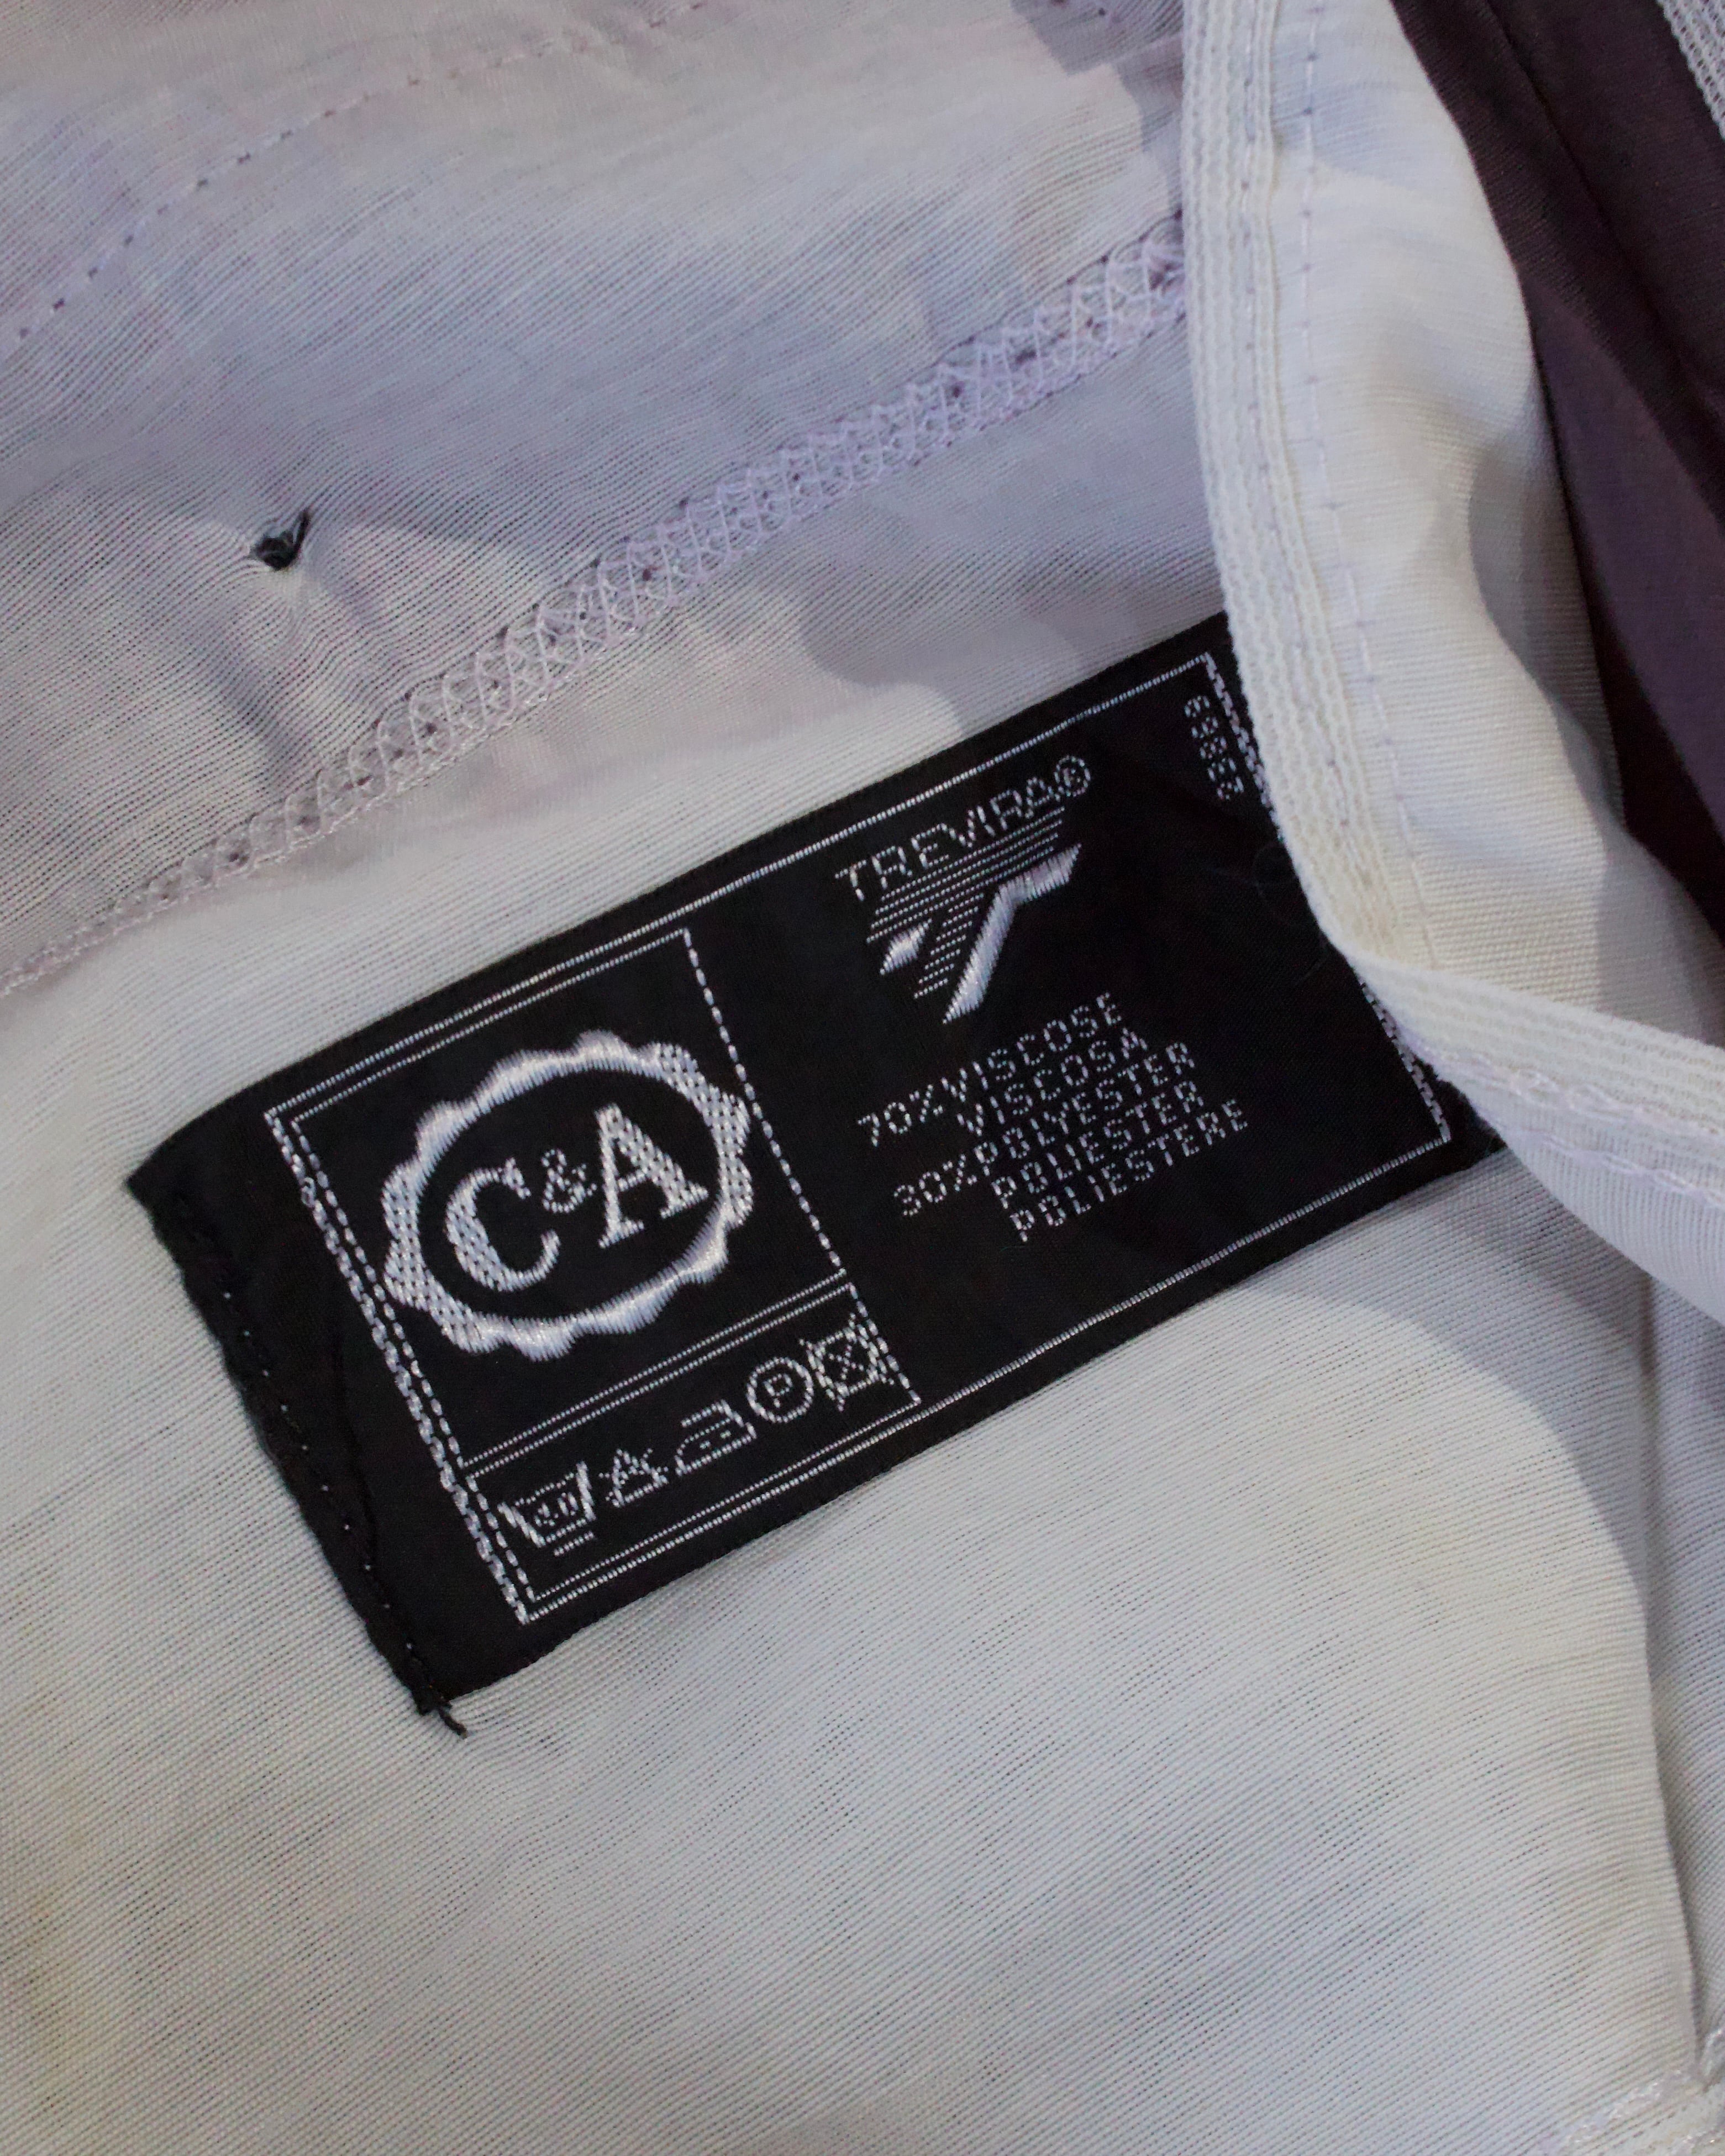 C&A
TREVIRA®
70%VISCOSE
VISCOSA
30%POLYESTER
POLIESTER
POLIESTERE
P